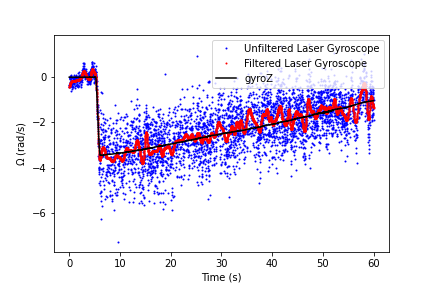 Unfiltered Laser Gyroscope
Filtered Laser Gyroscope
gyroZ
0
−2
−4
−6
Ω (rad/s)
0 10 20 30 40 50 60
Time (s)